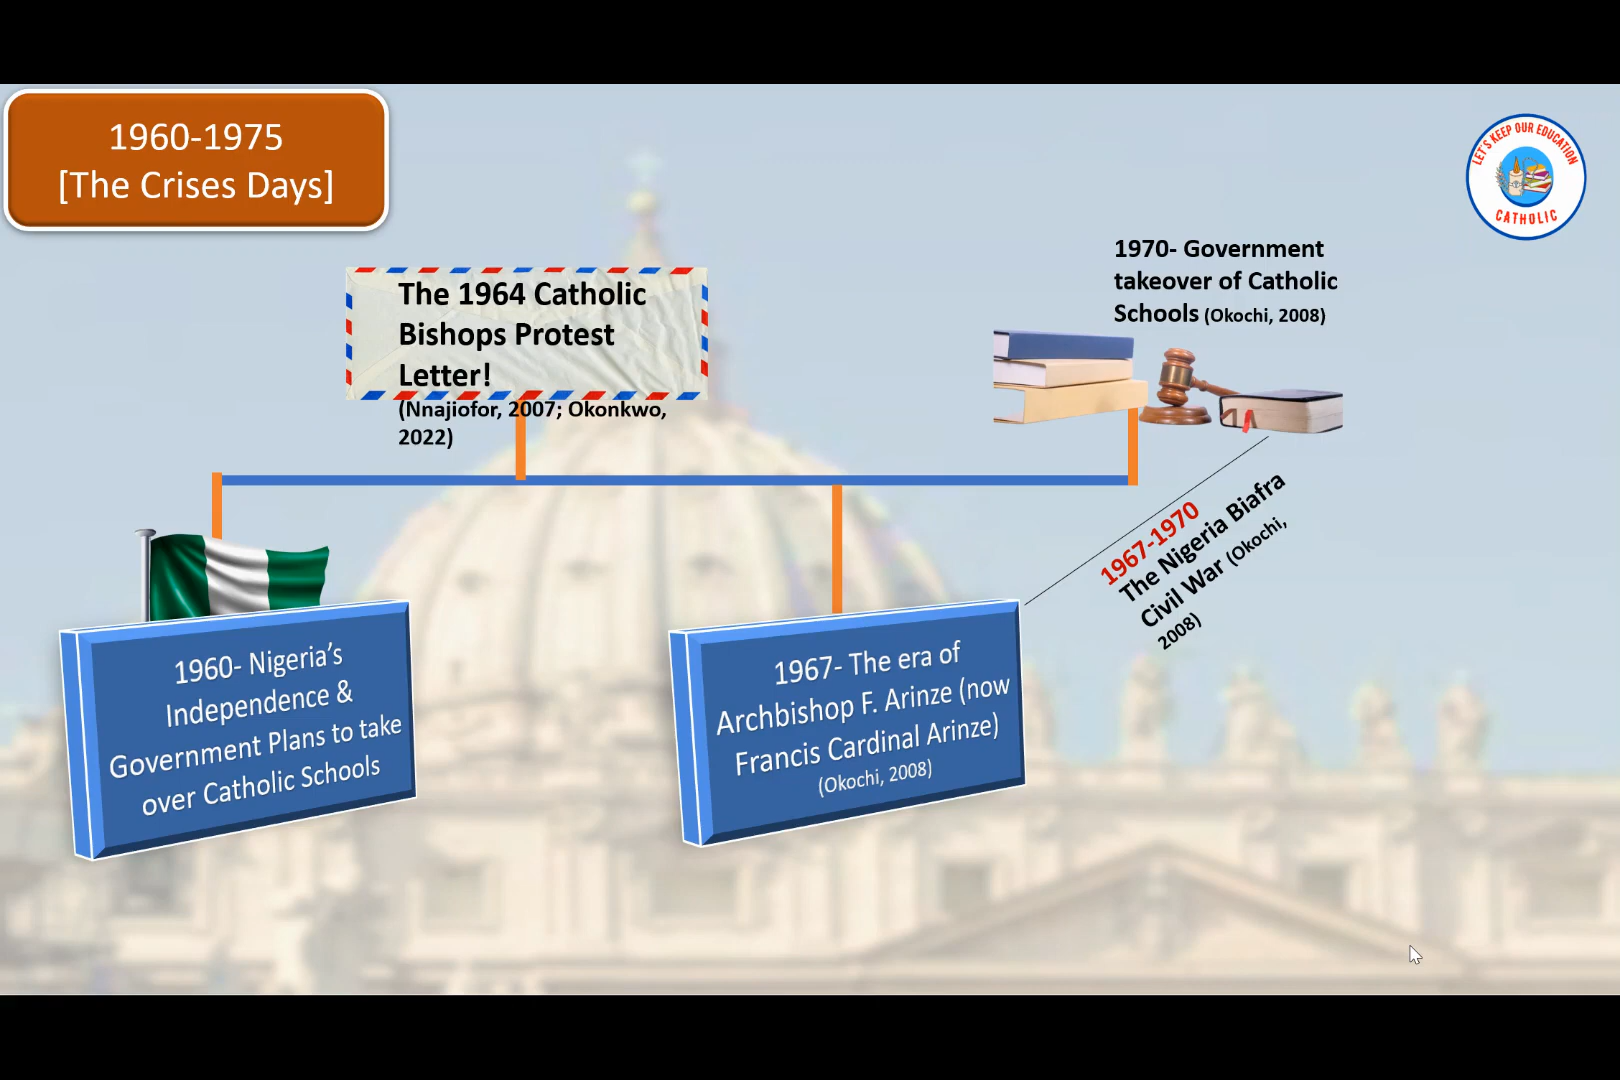 1960-1975
[The Crises Days]
LET'S KEEP OUR EDUCATION
CATHOLIC
The 1964 Catholic
Bishops Protest
Letter!
(Nnajiofor, 2007; Okonkwo,
2022)
1970- Government
takeover of Catholic
Schools (Okochi, 2008)
1967-1970
The Nigeria Biafra
Civil War (Okochi,
2008)
1960- Nigeria’s
Independence &
Government Plans to take
over Catholic Schools
1967- The era of
Archbishop F. Arinze (now
Francis Cardinal Arinze)
(Okochi, 2008)